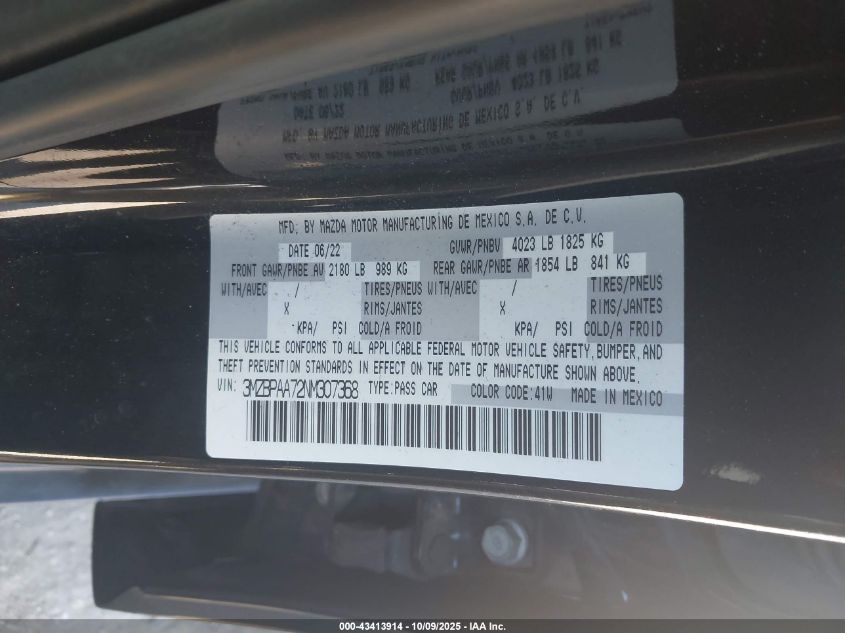 MFD. BY MAZDA MOTOR MANUFACTURING DE MEXICO S.A. DE C.V.
DATE 06/22 GVWR/PNBV 4023 LB 1825 KG
FRONT GAWR/PNBE AV 2180 LB 989 KG REAR GAWR/PNBE AR 1854 LB 841 KG
WITH/AVEC / TIRES/PNEUS WITH/AVEC / TIRES/PNEUS
X RIMS/JANTES X RIMS/JANTES
KPA/ PSI COLD/A FROID KPA/ PSI COLD/A FROID
THIS VEHICLE CONFORMS TO ALL APPLICABLE FEDERAL MOTOR VEHICLE SAFETY, BUMPER, AND
THEFT PREVENTION STANDARDS IN EFFECT ON THE DATE OF MANUFACTURE SHOWN ABOVE.
VIN: 3MZBPAA72NM307368 TYPE:PASS CAR COLOR CODE:41W MADE IN MEXICO
000-43413914 - 10/09/2025 - IAA Inc.